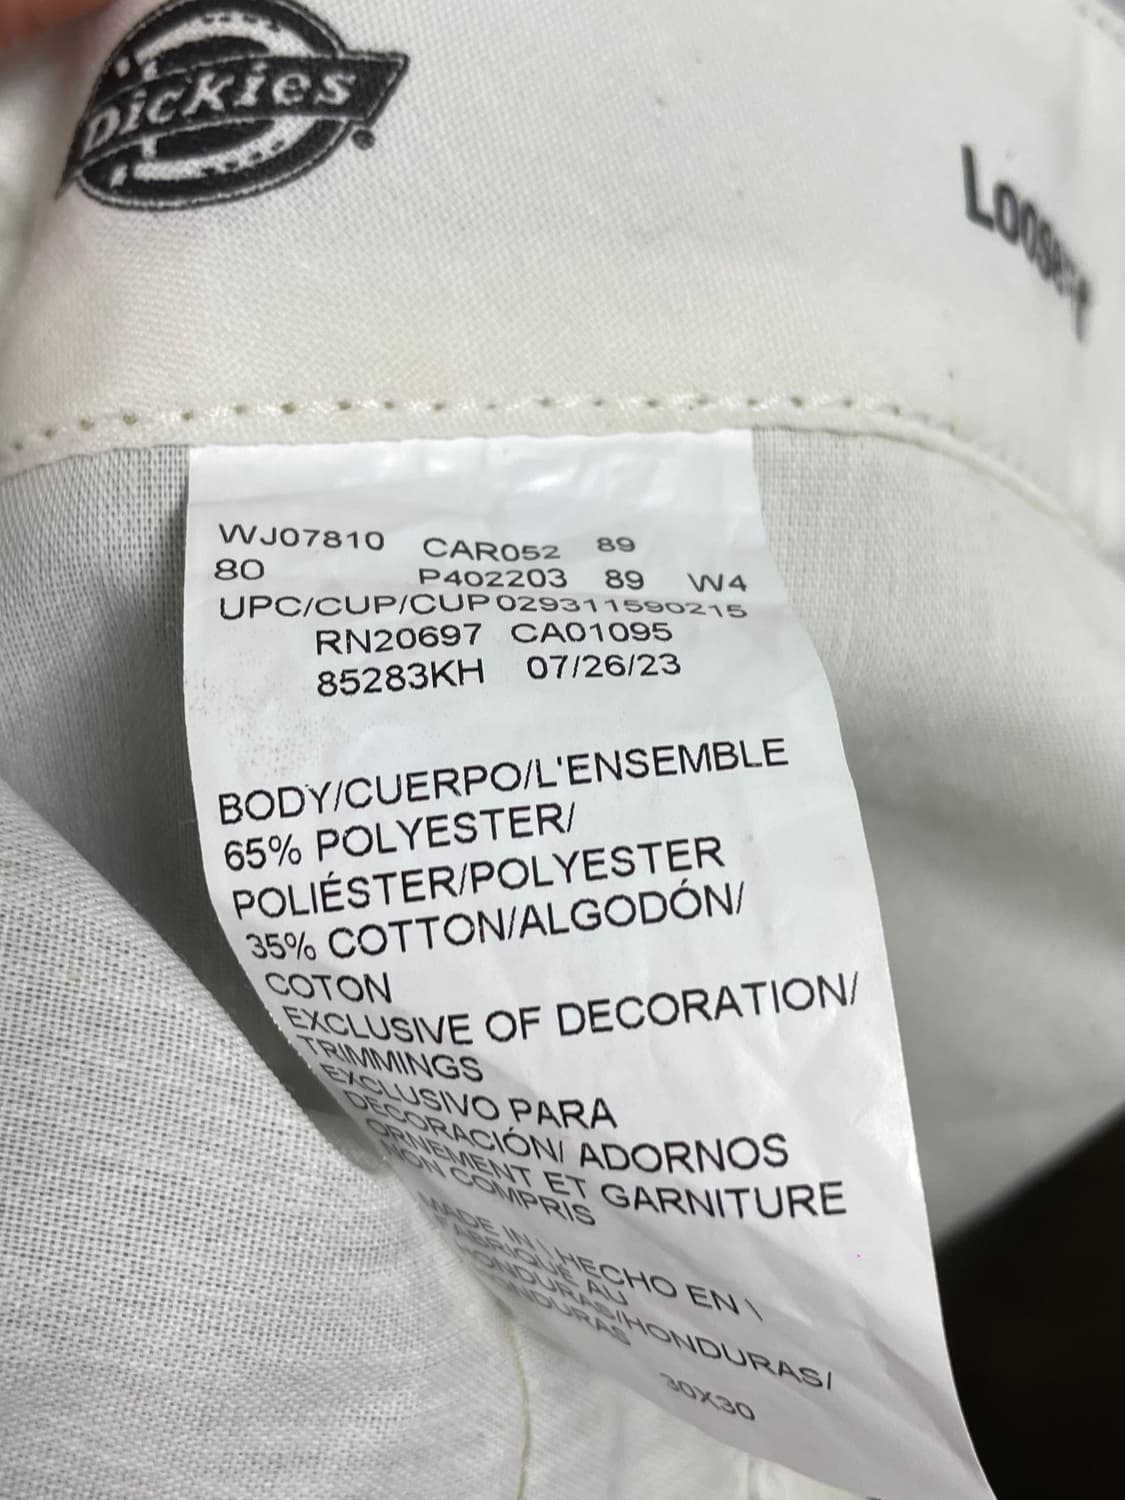 Dickies
Loose Fit
WJ07810 CAR052 89
80 P402203 89 W4
UPC/CUP/CUP029311590215
RN20697 CA01095
85283KH 07/26/23
BODY/CUERPO/L'ENSEMBLE
65% POLYESTER/
POLIÉSTER/POLYESTER
35% COTTON/ALGODÓN/
COTON
EXCLUSIVE OF DECORATION/
TRIMMINGS
EXCLUSIVO PARA
DECORACIÓN/ ADORNOS
ORNEMENT ET GARNITURE
NON COMPRIS
MADE IN \ HECHO EN \
FABRIQUÉ AU
HONDURAS/HONDURAS/
HONDURAS
30X30